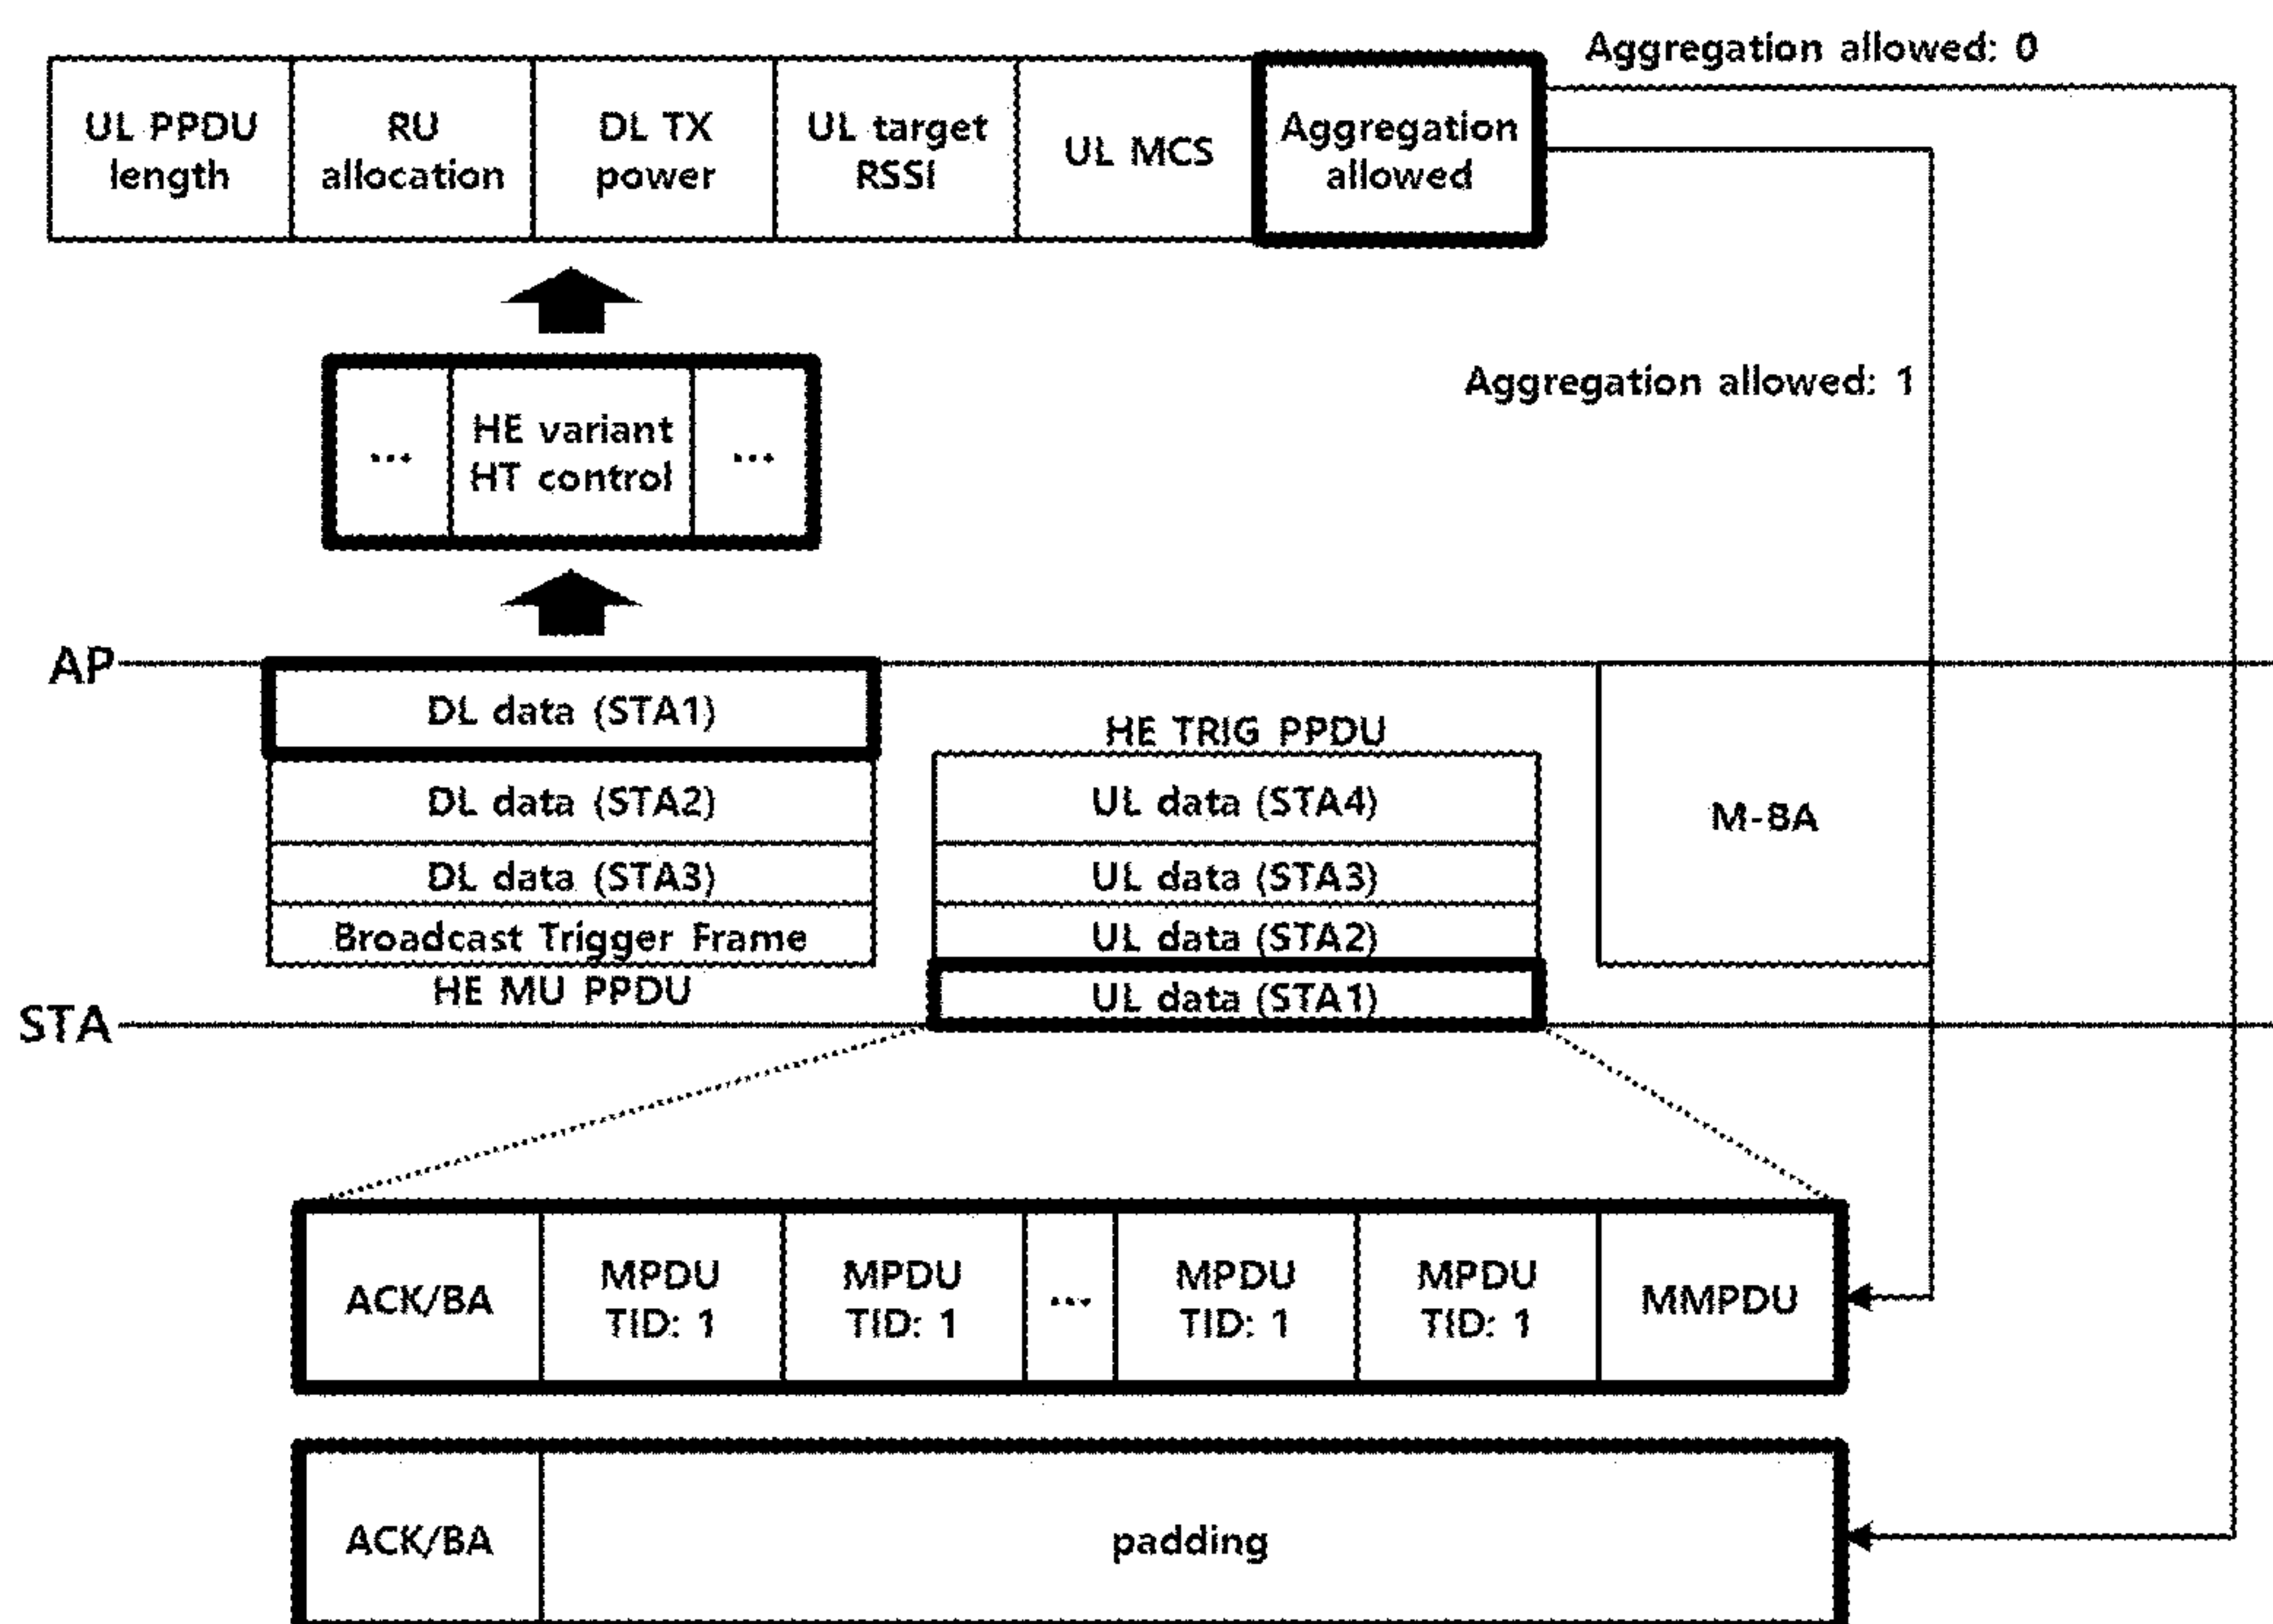 Aggregation allowed: 0
UL PPDU
length
RU
allocation
DL TX
power
UL target
RSSI
UL MCS
Aggregation
allowed
Aggregation allowed: 1
...
HE variant
HT control
...
AP
DL data (STA1)
DL data (STA2)
DL data (STA3)
Broadcast Trigger Frame
HE MU PPDU
HE TRIG PPDU
UL data (STA4)
UL data (STA3)
UL data (STA2)
UL data (STA1)
M-BA
STA
ACK/BA
MPDU
TID: 1
MPDU
TID: 1
...
MPDU
TID: 1
MPDU
TID: 1
MMPDU
ACK/BA
padding